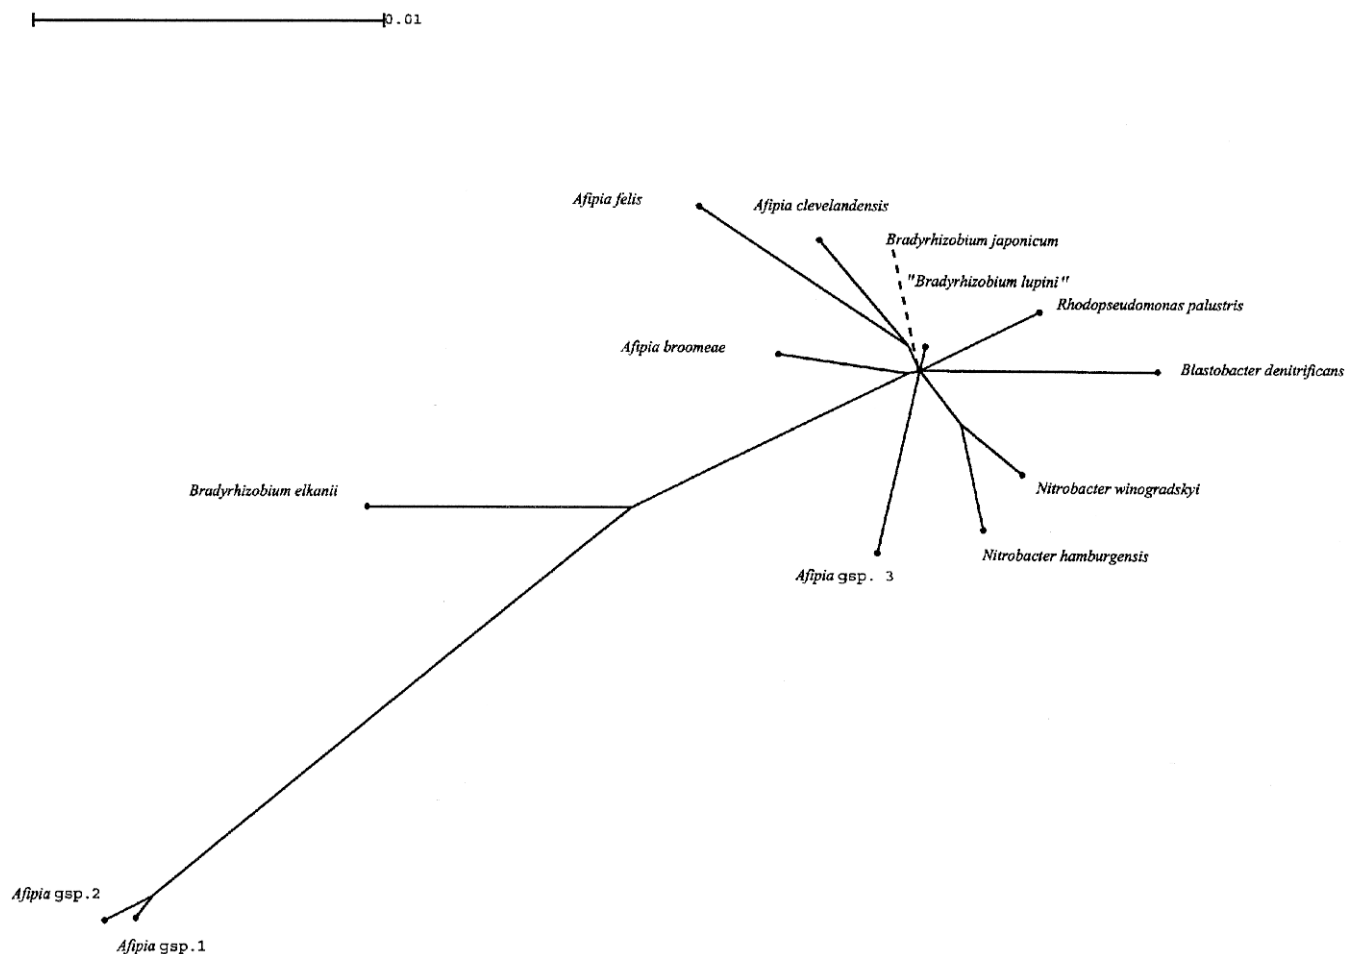 0.01
Afipia felis
Afipia clevelandensis
Bradyrhizobium japonicum
"Bradyrhizobium lupini"
Rhodopseudomonas palustris
Afipia broomeae
Blastobacter denitrificans
Bradyrhizobium elkanii
Nitrobacter winogradskyi
Nitrobacter hamburgensis
Afipia gsp. 3
Afipia gsp.2
Afipia gsp.1